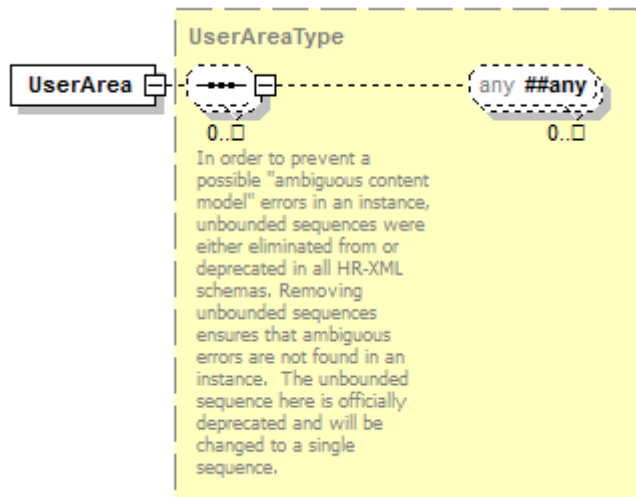 UserAreaType
UserArea
any ##any
0..□
0..□
In order to prevent a
possible "ambiguous content
model" errors in an instance,
unbounded sequences were
either eliminated from or
deprecated in all HR-XML
schemas. Removing
unbounded sequences
ensures that ambiguous
errors are not found in an
instance.  The unbounded
sequence here is officially
deprecated and will be
changed to a single
sequence.